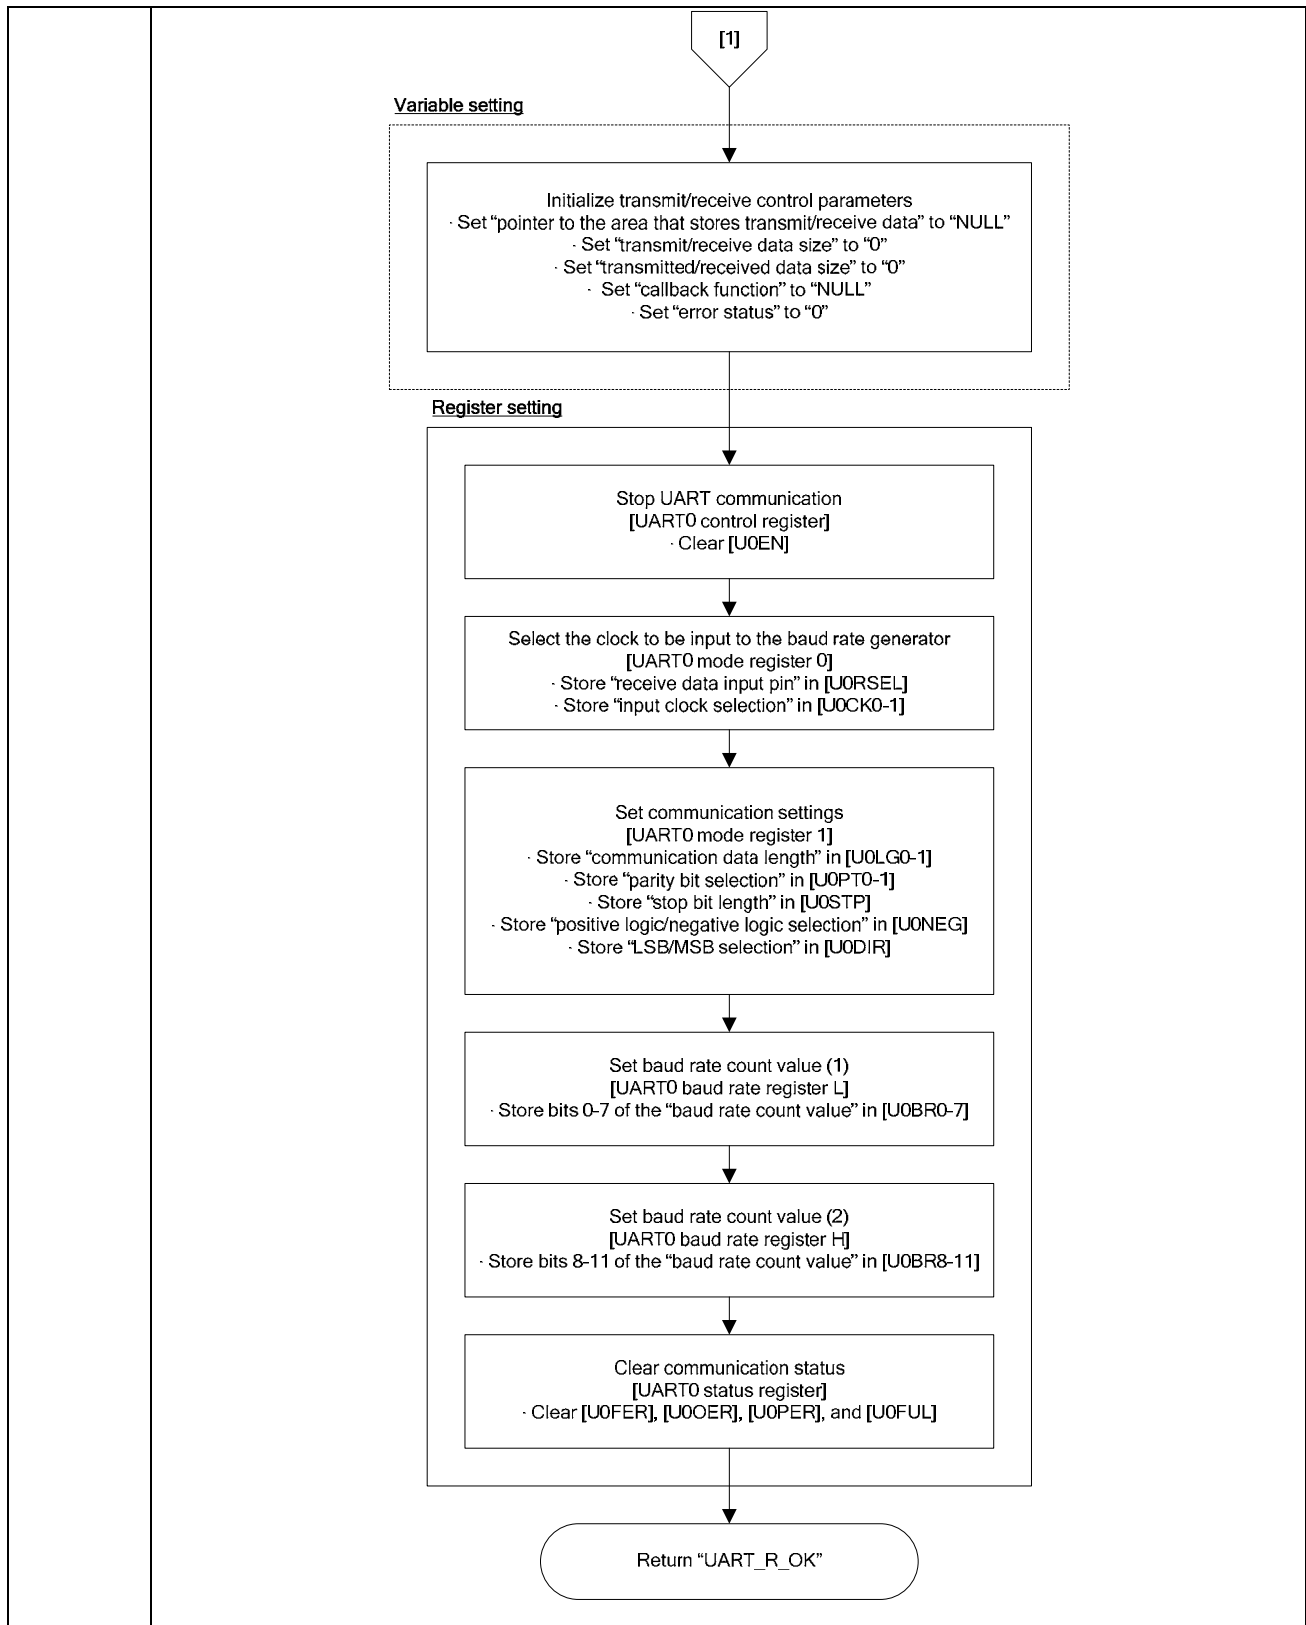 [1]
Variable setting
Initialize transmit/receive control parameters
· Set “pointer to the area that stores transmit/receive data” to “NULL”
· Set “transmit/receive data size” to “0”
· Set “transmitted/received data size” to “0”
· Set “callback function” to “NULL”
· Set “error status” to “0”
Register setting
Stop UART communication
[UART0 control register]
· Clear [U0EN]
Select the clock to be input to the baud rate generator
[UART0 mode register 0]
· Store “receive data input pin” in [U0RSEL]
· Store “input clock selection” in [U0CK0-1]
Set communication settings
[UART0 mode register 1]
· Store “communication data length” in [U0LG0-1]
· Store “parity bit selection” in [U0PT0-1]
· Store “stop bit length” in [U0STP]
· Store “positive logic/negative logic selection” in [U0NEG]
· Store “LSB/MSB selection” in [U0DIR]
Set baud rate count value (1)
[UART0 baud rate register L]
· Store bits 0-7 of the “baud rate count value” in [U0BR0-7]
Set baud rate count value (2)
[UART0 baud rate register H]
· Store bits 8-11 of the “baud rate count value” in [U0BR8-11]
Clear communication status
[UART0 status register]
· Clear [U0FER], [U0OER], [U0PER], and [U0FUL]
Return “UART_R_OK”